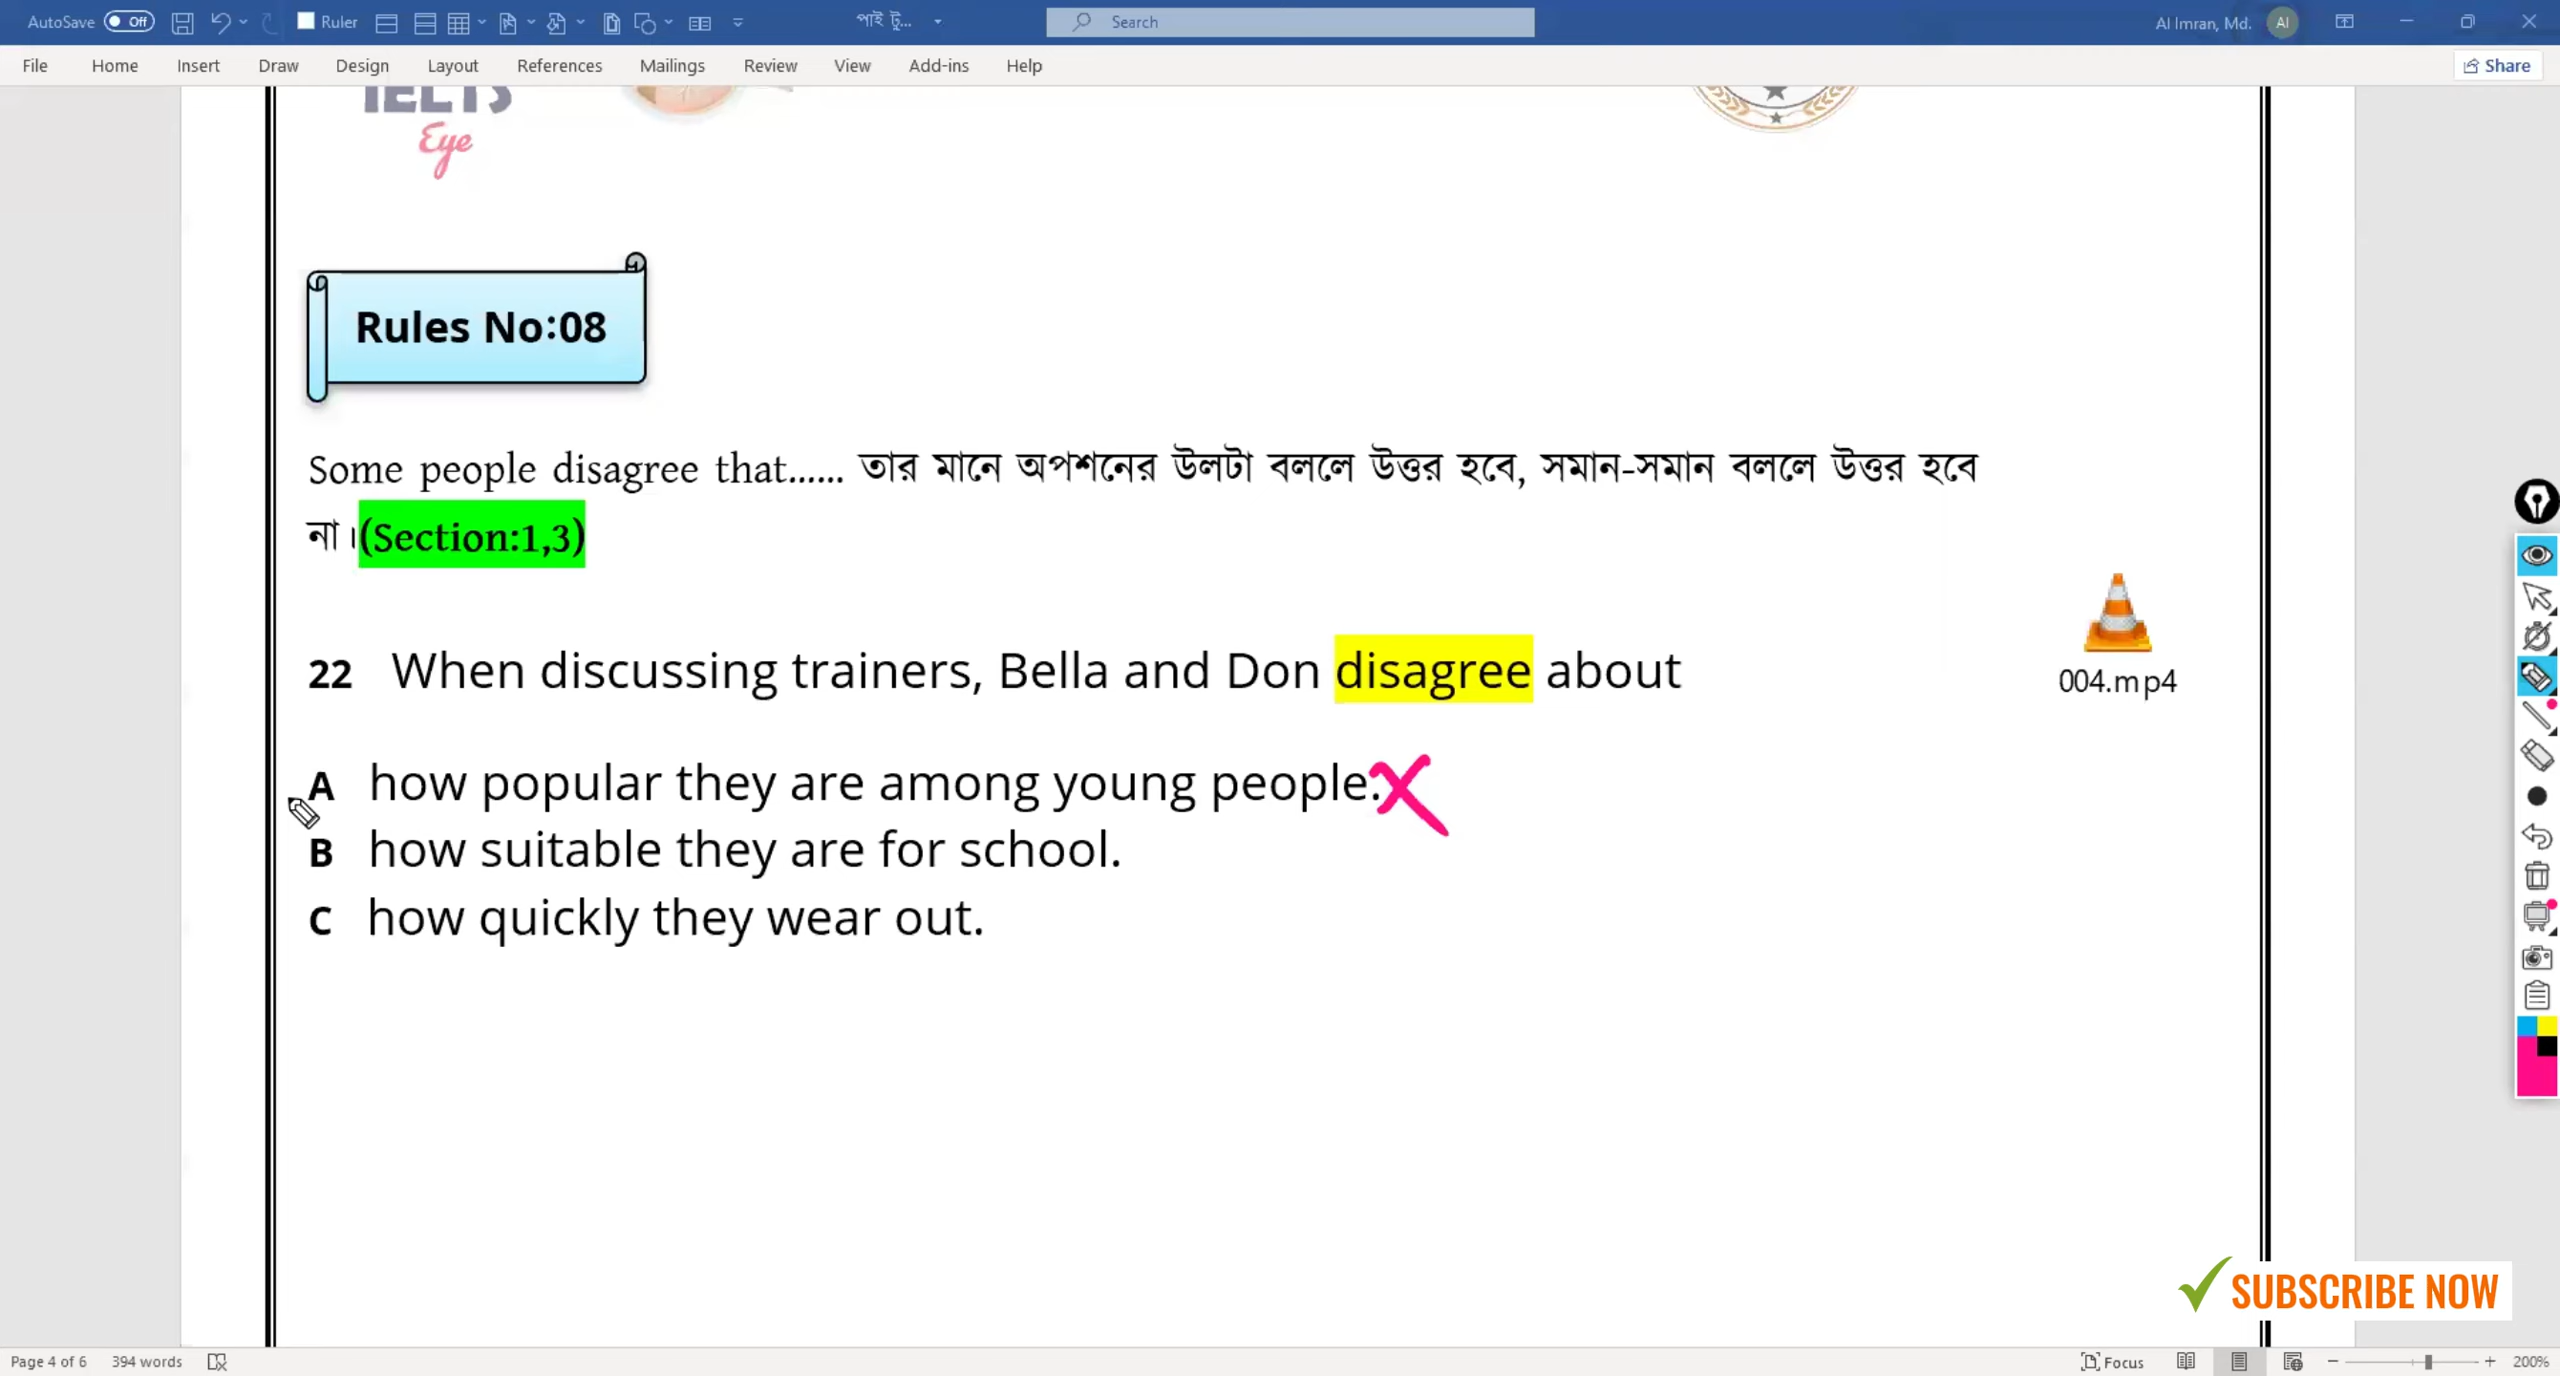 AutoSave Off Ruler পাই টু... Search Al Imran, Md. AI
File Home Insert Draw Design Layout References Mailings Review View Add-ins Help Share
IELTS
Eye
Rules No:08
Some people disagree that...... তার মানে অপশনের উলটা বললে উত্তর হবে, সমান-সমান বললে উত্তর হবে
না।(Section:1,3)
22 When discussing trainers, Bella and Don disagree about
004.mp4
A how popular they are among young people.
B how suitable they are for school.
C how quickly they wear out.
SUBSCRIBE NOW
Page 4 of 6 394 words Focus 200%